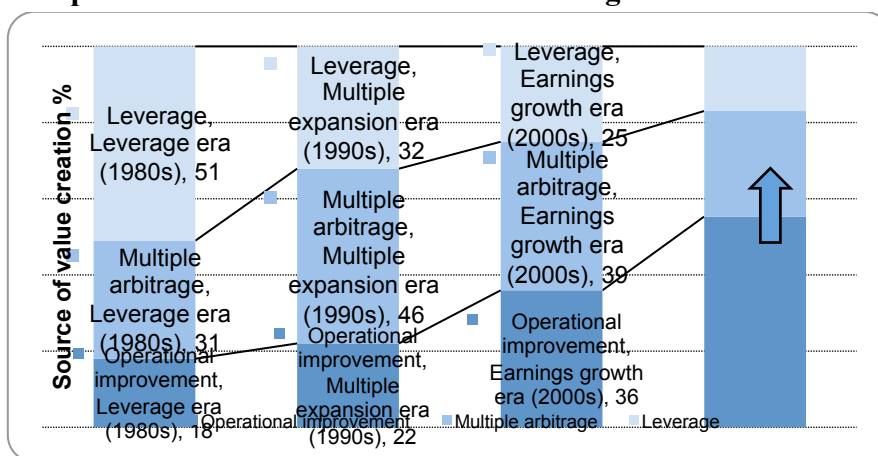 Source of value creation %
Leverage,
Leverage era
(1980s), 51
Multiple
arbitrage,
Leverage era
(1980s), 31
Operational
improvement,
Leverage era
(1980s), 18
Leverage,
Multiple
expansion era
(1990s), 32
Multiple
arbitrage,
Multiple
expansion era
(1990s), 46
Operational
improvement,
Multiple
expansion era
(1990s), 22
Leverage,
Earnings
growth era
(2000s), 25
Multiple
arbitrage,
Earnings
growth era
(2000s), 39
Operational
improvement,
Earnings growth
era (2000s), 36
Operational improvement
Multiple arbitrage
Leverage